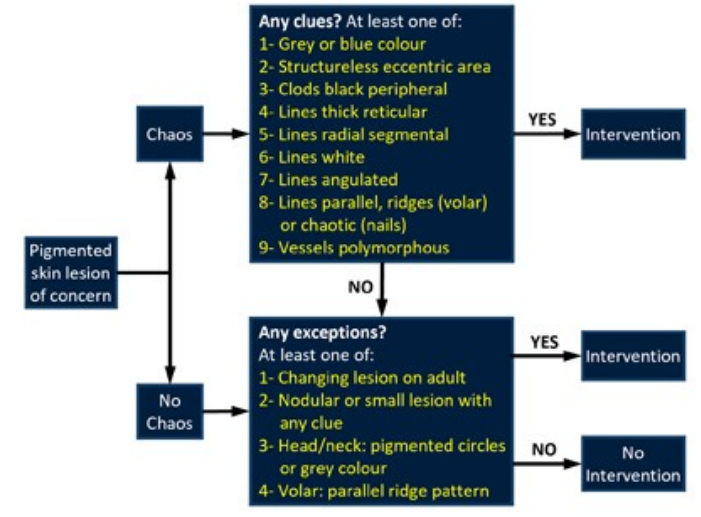 Any clues? At least one of:
1- Grey or blue colour
2- Structureless eccentric area
3- Clods black peripheral
4- Lines thick reticular
5- Lines radial segmental
6- Lines white
7- Lines angulated
8- Lines parallel, ridges (volar)
or chaotic (nails)
9- Vessels polymorphous
Chaos
YES
Intervention
Pigmented
skin lesion
of concern
NO
Any exceptions?
At least one of:
1- Changing lesion on adult
2- Nodular or small lesion with
any clue
3- Head/neck: pigmented circles
or grey colour
4- Volar: parallel ridge pattern
No
Chaos
YES
Intervention
NO
No
Intervention